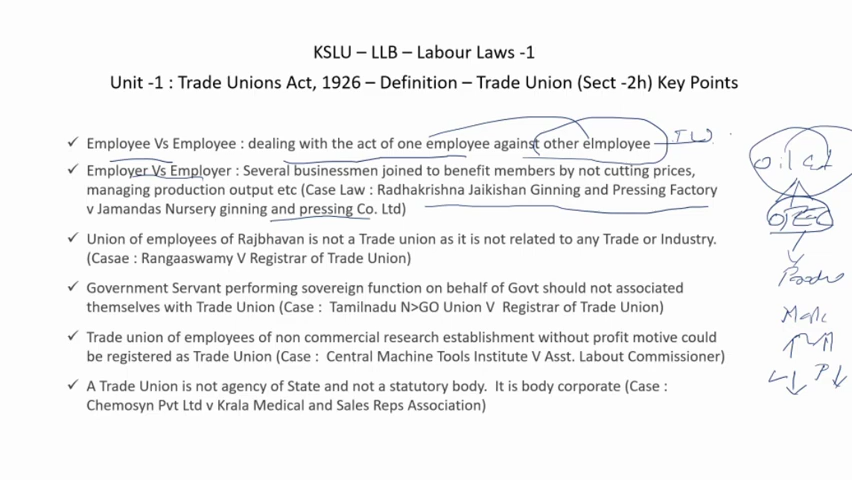 KSLU – LLB – Labour Laws -1
Unit -1 : Trade Unions Act, 1926 – Definition – Trade Union (Sect -2h) Key Points
✓ Employee Vs Employee : dealing with the act of one employee against other elmployee
TU
✓ Employer Vs Employer : Several businessmen joined to benefit members by not cutting prices,
managing production output etc (Case Law : Radhakrishna Jaikishan Ginning and Pressing Factory
v Jamandas Nursery ginning and pressing Co. Ltd)
✓ Union of employees of Rajbhavan is not a Trade union as it is not related to any Trade or Industry.
(Casae : Rangaaswamy V Registrar of Trade Union)
✓ Government Servant performing sovereign function on behalf of Govt should not associated
themselves with Trade Union (Case : Tamilnadu N>GO Union V Registrar of Trade Union)
✓ Trade union of employees of non commercial research establishment without profit motive could
be registered as Trade Union (Case : Central Machine Tools Institute V Asst. Labout Commissioner)
✓ A Trade Union is not agency of State and not a statutory body. It is body corporate (Case :
Chemosyn Pvt Ltd v Krala Medical and Sales Reps Association)
oil
OPEC